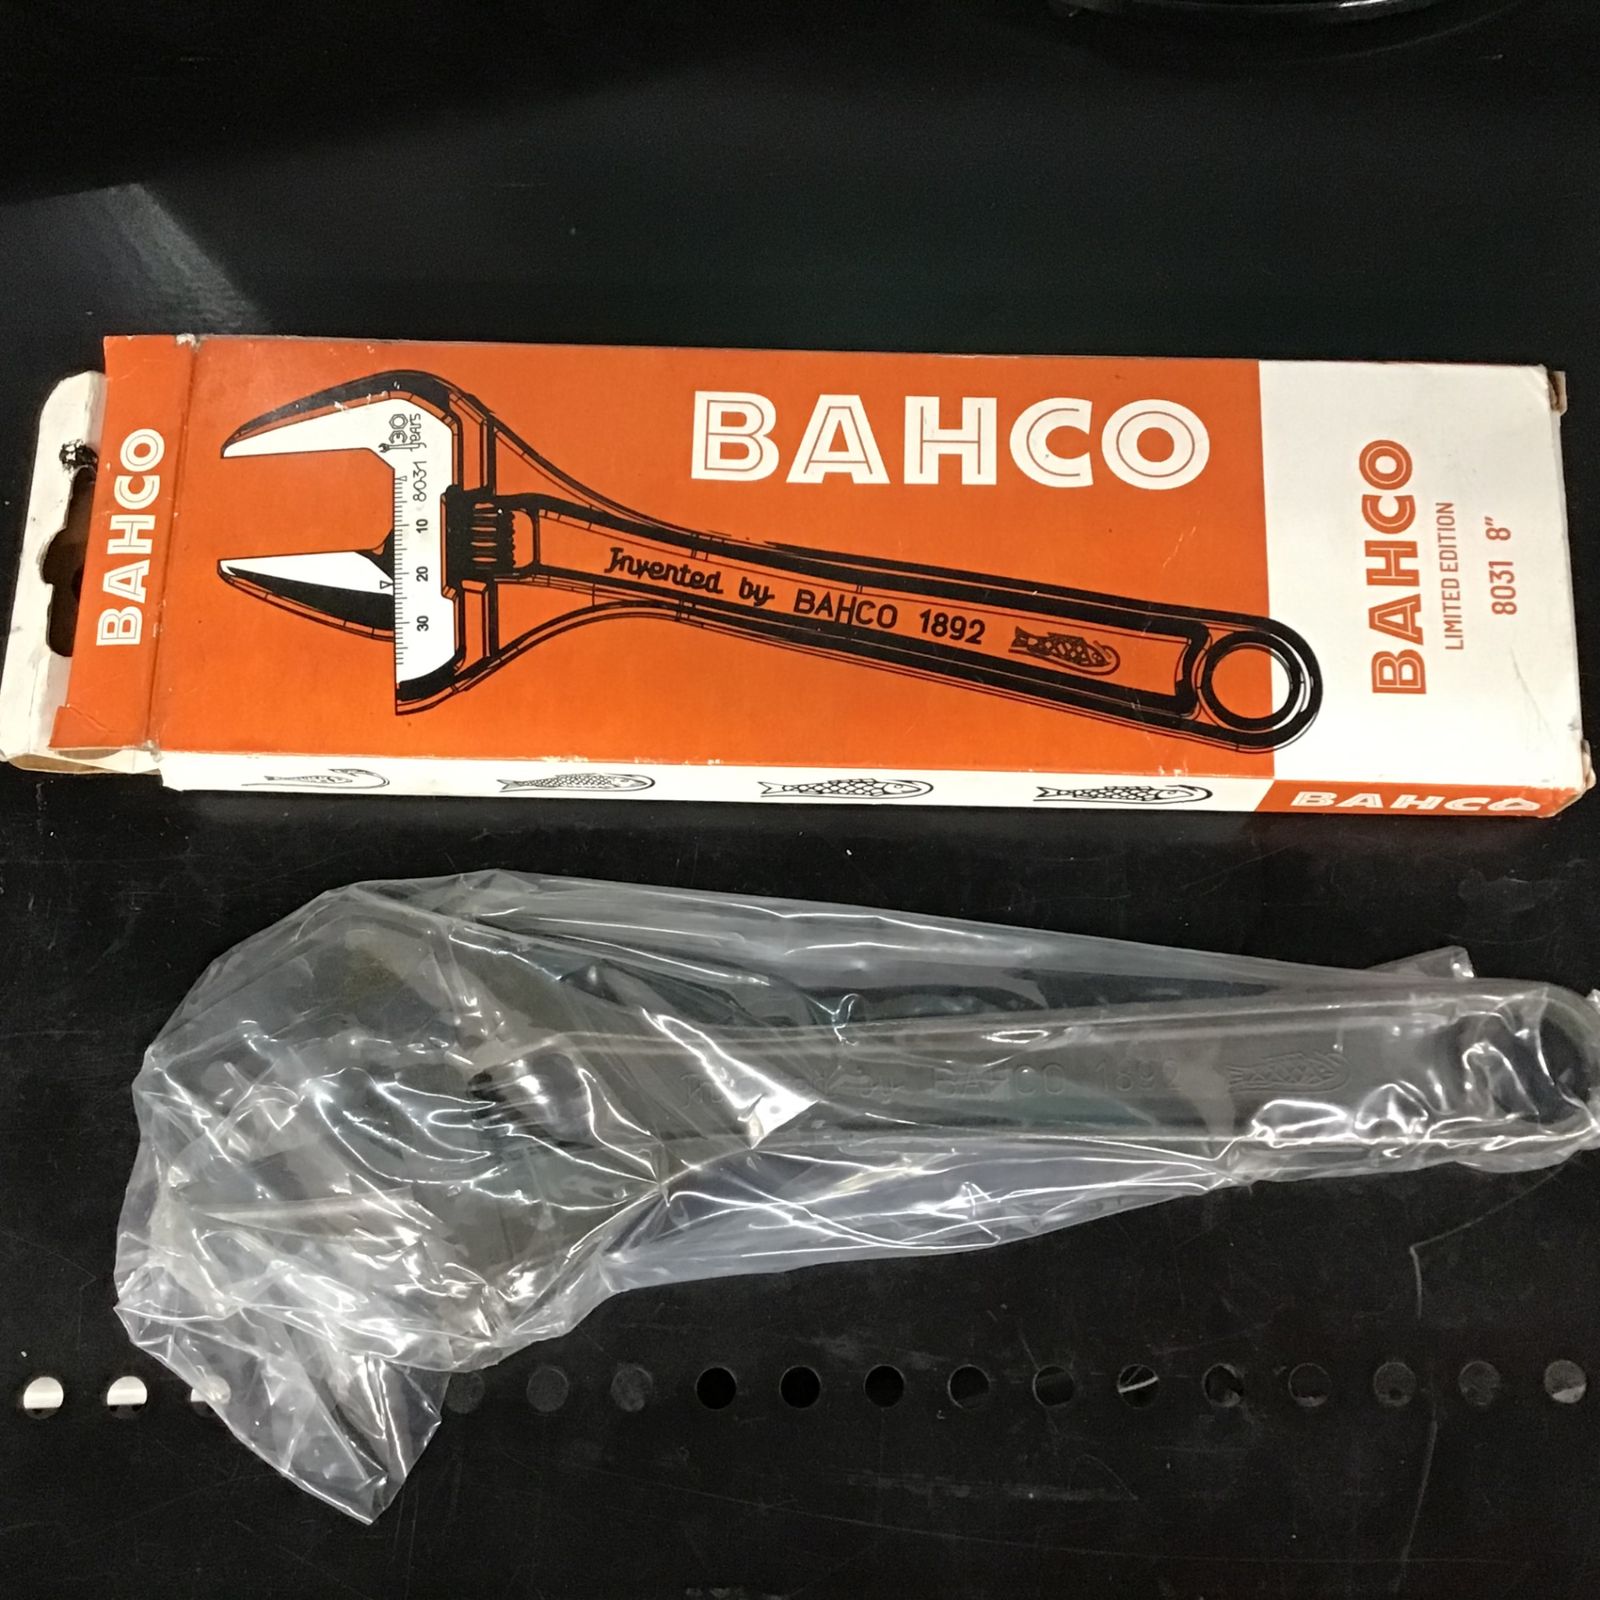 BAHCO
BAHCO
130
years
8031
10
20
30
Invented by BAHCO 1892
BAHCO
LIMITED EDITION
8031 8"
BAHCO
by BAHCO 1892